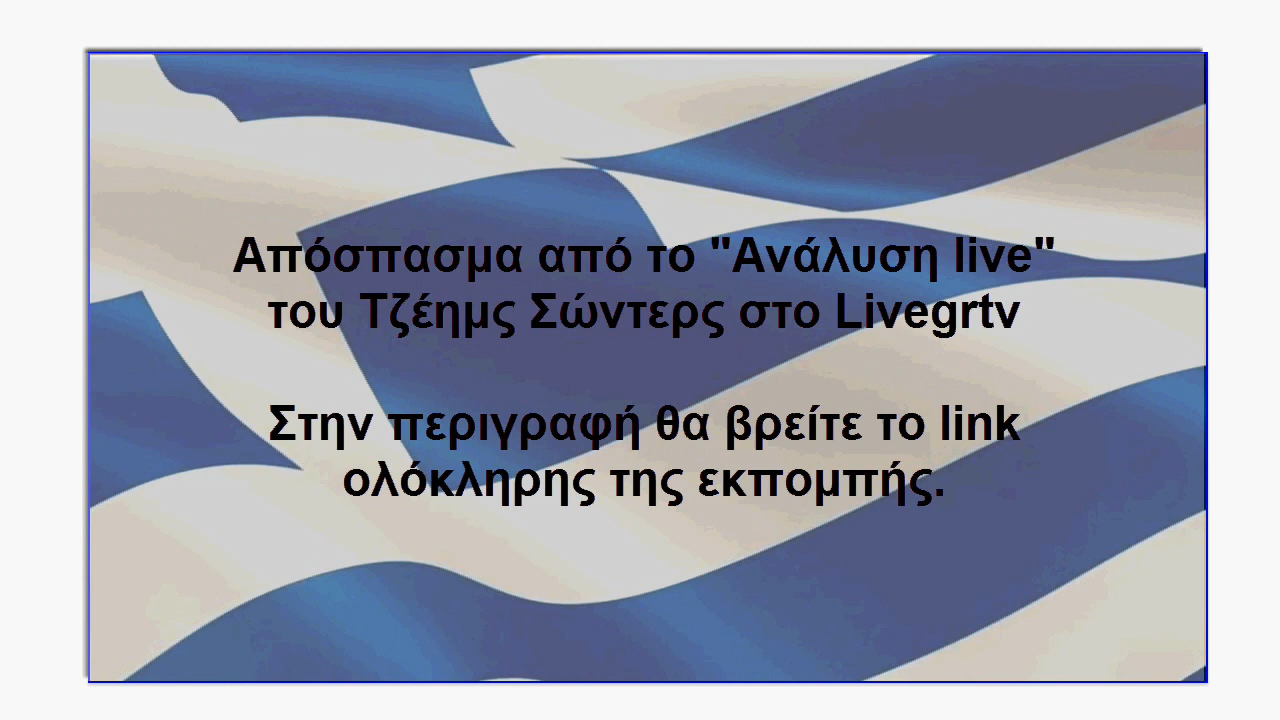 Απόσπασμα από το "Ανάλυση live"
του Τζέημς Σώντερς στο Livegrtv
Στην περιγραφή θα βρείτε το link
ολόκληρης της εκπομπής.